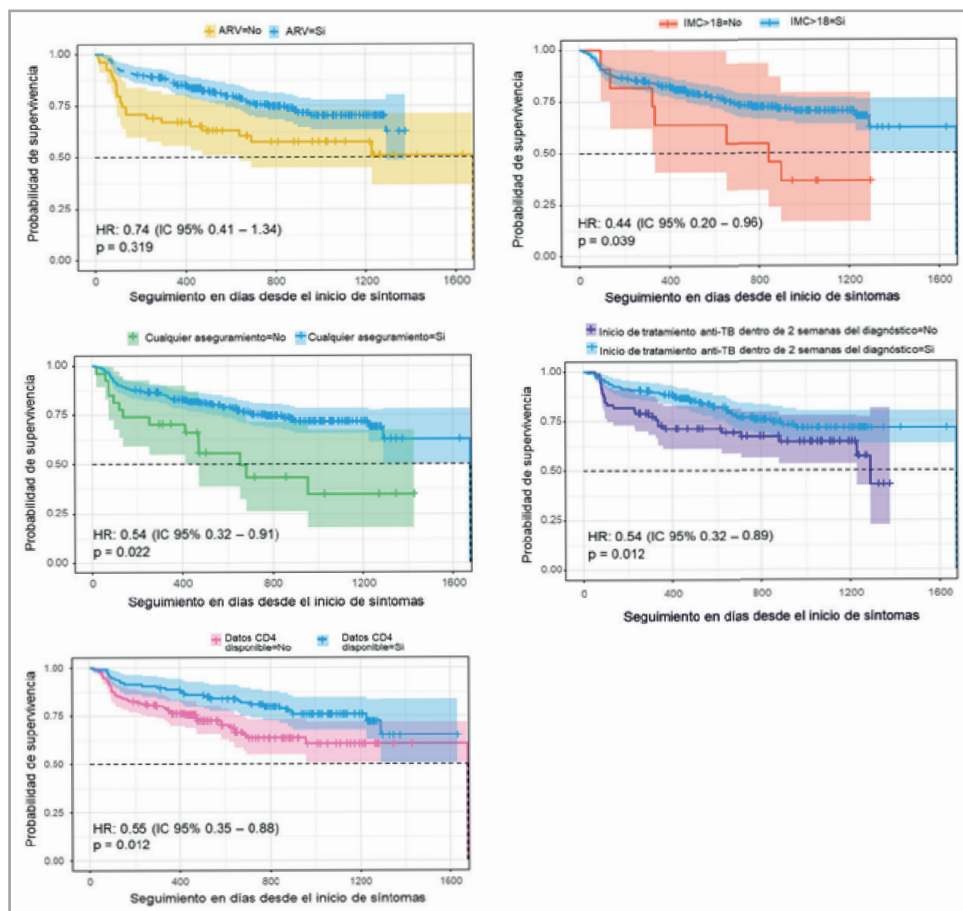 ARV=No ARV=Si
1.00
0.75
0.50
0.25
0.00
Probabilidad de supervivencia
HR: 0.74 (IC 95% 0.41 – 1.34)
p = 0.319
0 400 800 1200 1600
Seguimiento en días desde el inicio de síntomas
IMC>18=No IMC>18=Si
1.00
0.75
0.50
0.25
0.00
Probabilidad de supervivencia
HR: 0.44 (IC 95% 0.20 – 0.96)
p = 0.039
0 400 800 1200 1600
Seguimiento en días desde el inicio de síntomas
Cualquier aseguramiento=No Cualquier aseguramiento=Si
1.00
0.75
0.50
0.25
0.00
Probabilidad de supervivencia
HR: 0.54 (IC 95% 0.32 – 0.91)
p = 0.022
0 400 800 1200 1600
Seguimiento en días desde el inicio de síntomas
Inicio de tratamiento anti-TB dentro de 2 semanas del diagnóstico=No
Inicio de tratamiento anti-TB dentro de 2 semanas del diagnóstico=Si
1.00
0.75
0.50
0.25
0.00
Probabilidad de supervivencia
HR: 0.54 (IC 95% 0.32 – 0.89)
p = 0.012
0 400 800 1200 1600
Seguimiento en días desde el inicio de síntomas
Datos CD4 disponible=No
Datos CD4 disponible=Si
1.00
0.75
0.50
0.25
0.00
Probabilidad de supervivencia
HR: 0.55 (IC 95% 0.35 – 0.88)
p = 0.012
0 400 800 1200 1600
Seguimiento en días desde el inicio de síntomas